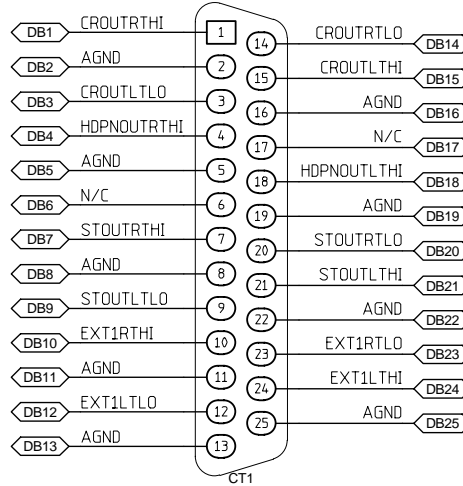 DB1 CROUTRTHI 1
DB2 AGND 2
DB3 CROUTLTLO 3
DB4 HDPNOUTRTHI 4
DB5 AGND 5
DB6 N/C 6
DB7 STOUTRTHI 7
DB8 AGND 8
DB9 STOUTLTLO 9
DB10 EXT1RTHI 10
DB11 AGND 11
DB12 EXT1LTLO 12
DB13 AGND 13
14 CROUTRTLO DB14
15 CROUTLTHI DB15
16 AGND DB16
17 N/C DB17
18 HDPNOUTLTHI DB18
19 AGND DB19
20 STOUTRTLO DB20
21 STOUTLTHI DB21
22 AGND DB22
23 EXT1RTLO DB23
24 EXT1LTHI DB24
25 AGND DB25
CT1